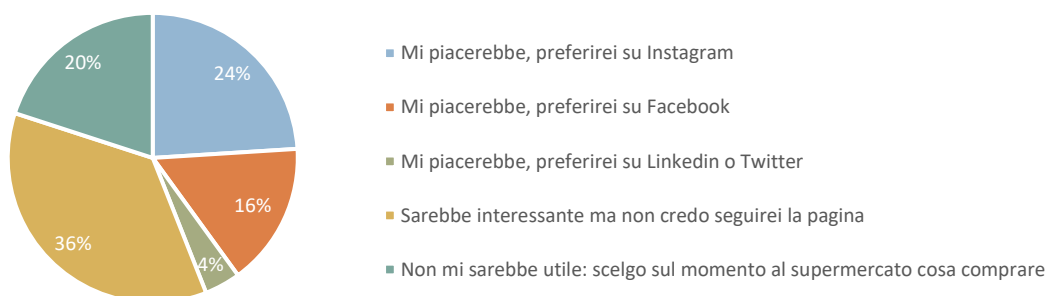 20%
24%
16%
4%
36%
Mi piacerebbe, preferirei su Instagram
Mi piacerebbe, preferirei su Facebook
Mi piacerebbe, preferirei su Linkedin o Twitter
Sarebbe interessante ma non credo seguirei la pagina
Non mi sarebbe utile: scelgo sul momento al supermercato cosa comprare